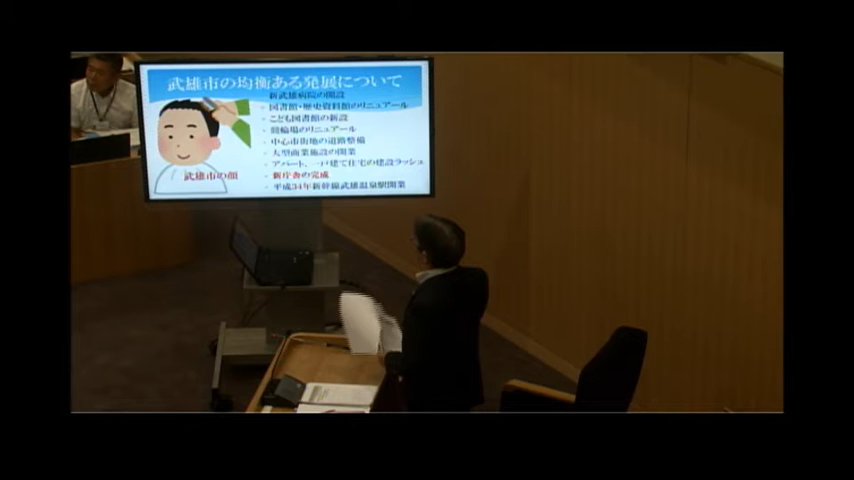 武雄市の均衡ある発展について
新武雄病院の開設
・図書館・歴史資料館のリニューアール
・こども図書館の新設
・競輪場のリニューアール
・中心市街地の道路整備
・大型商業施設の開業
・アパート、一戸建て住宅の建設ラッシュ
・新庁舎の完成
・平成34年新幹線武雄温泉駅開業
武雄市の顔